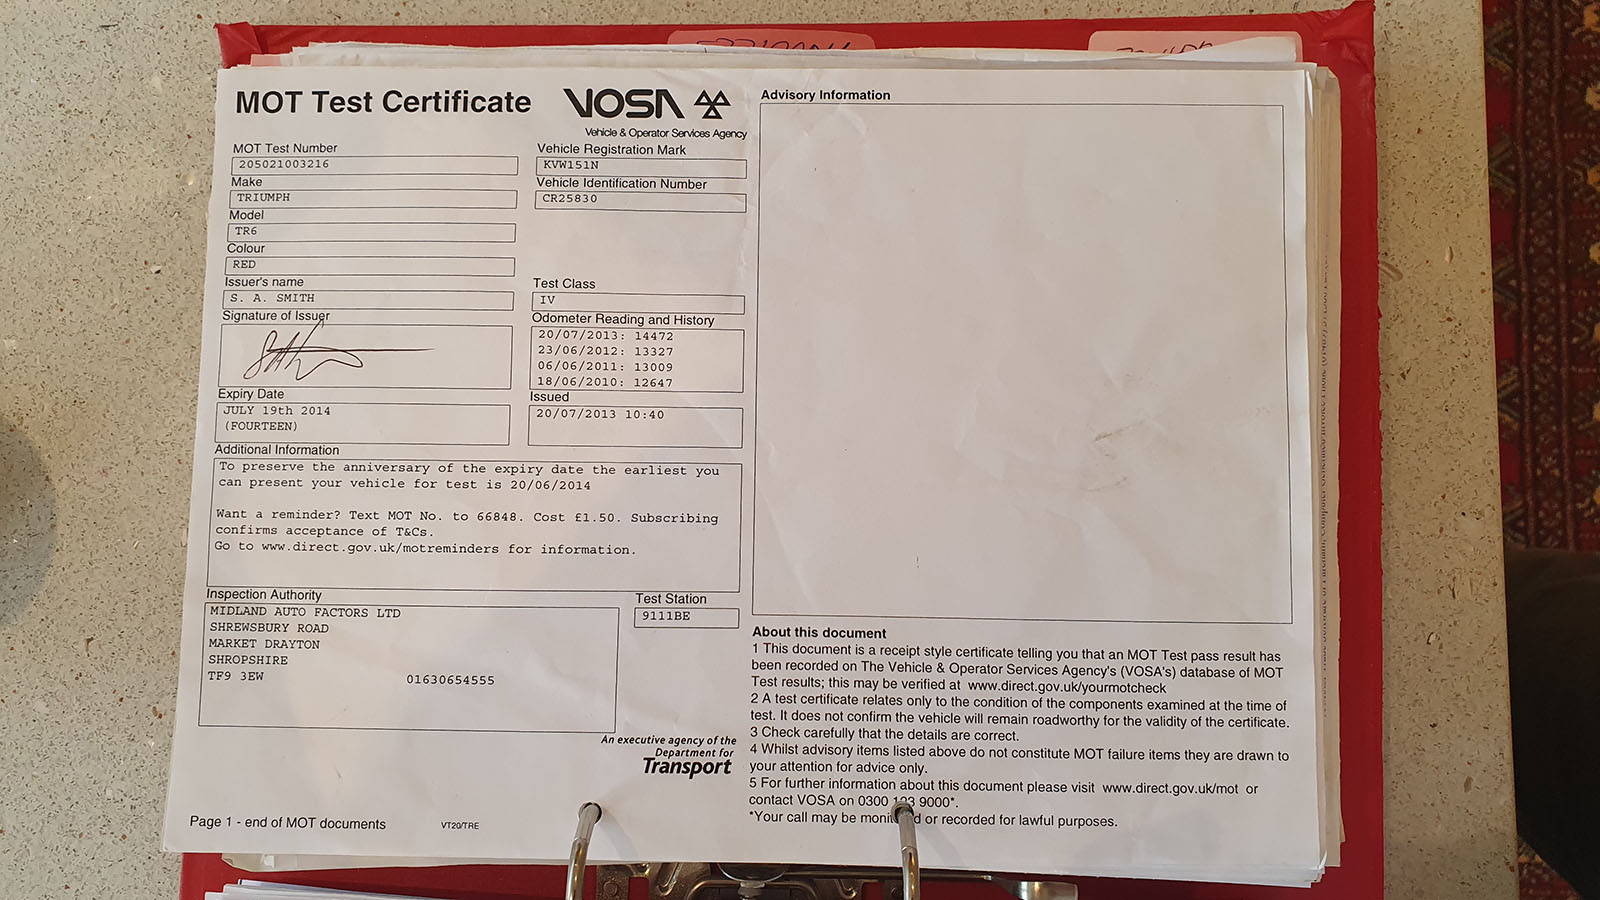 MOT Test Certificate
VOSA
Vehicle & Operator Services Agency
MOT Test Number
205021003216
Make
TRIUMPH
Model
TR6
Colour
RED
Issuer's name
S. A. SMITH
Signature of Issuer
Expiry Date
JULY 19th 2014
(FOURTEEN)
Vehicle Registration Mark
KVW151N
Vehicle Identification Number
CR25830
Test Class
IV
Odometer Reading and History
20/07/2013: 14472
23/06/2012: 13327
06/06/2011: 13009
18/06/2010: 12647
Issued
20/07/2013 10:40
Additional Information
To preserve the anniversary of the expiry date the earliest you
can present your vehicle for test is 20/06/2014
Want a reminder? Text MOT No. to 66848. Cost £1.50. Subscribing
confirms acceptance of T&Cs.
Go to www.direct.gov.uk/motreminders for information.
Inspection Authority
MIDLAND AUTO FACTORS LTD
SHREWSBURY ROAD
MARKET DRAYTON
SHROPSHIRE
TF9 3EW 01630654555
Test Station
9111BE
An executive agency of the
Department for
Transport
Page 1 - end of MOT documents
VT20/TRE
Advisory Information
About this document
1 This document is a receipt style certificate telling you that an MOT Test pass result has
been recorded on The Vehicle & Operator Services Agency's (VOSA's) database of MOT
Test results; this may be verified at www.direct.gov.uk/yourmotcheck
2 A test certificate relates only to the condition of the components examined at the time of
test. It does not confirm the vehicle will remain roadworthy for the validity of the certificate.
3 Check carefully that the details are correct.
4 Whilst advisory items listed above do not constitute MOT failure items they are drawn to
your attention for advice only.
5 For further information about this document please visit www.direct.gov.uk/mot or
contact VOSA on 0300 123 9000*.
*Your call may be monitored or recorded for lawful purposes.